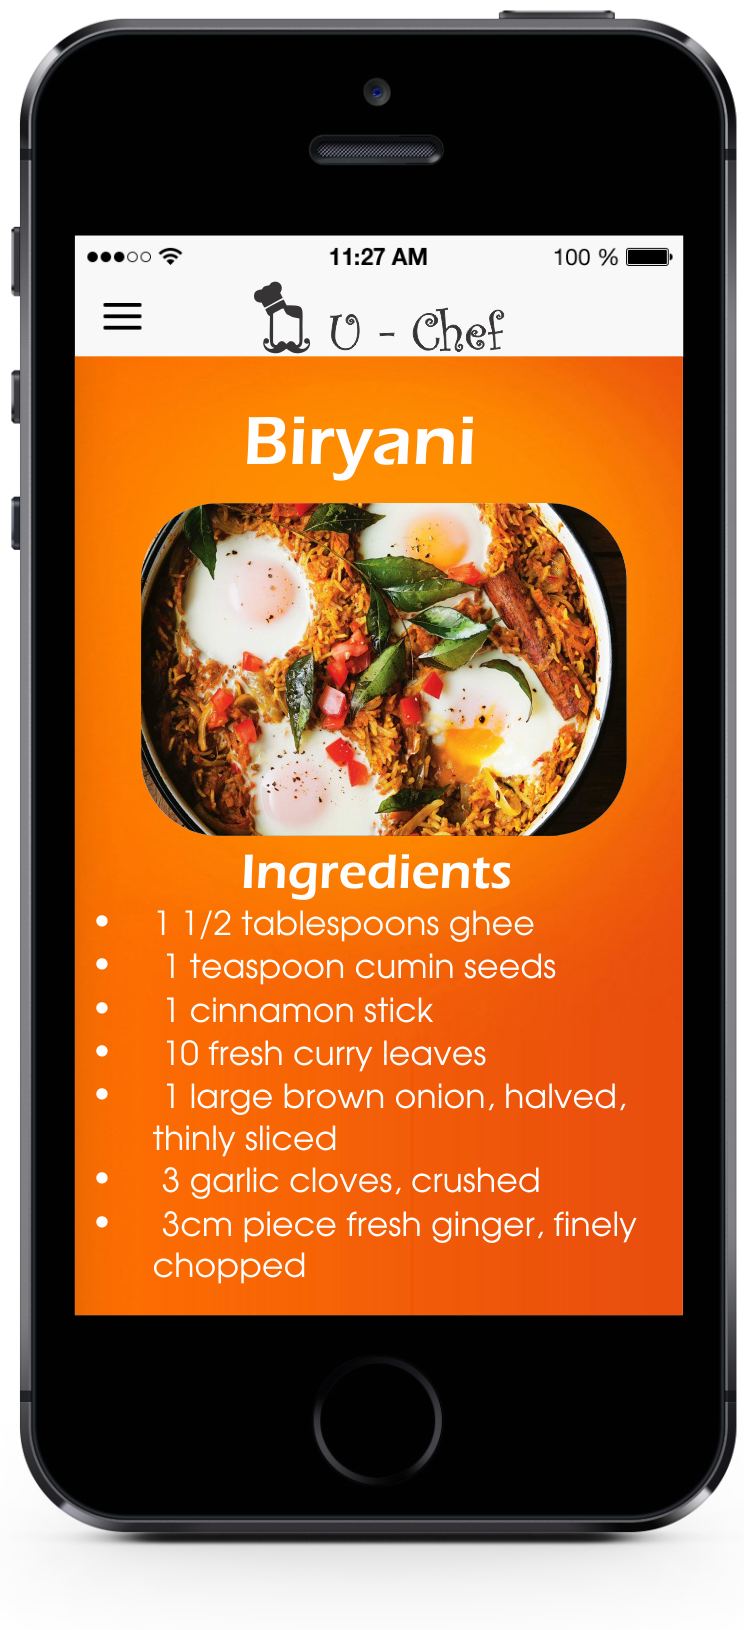 11:27 AM
100 %
U - Chef
Biryani
Ingredients
• 1 1/2 tablespoons ghee
• 1 teaspoon cumin seeds
• 1 cinnamon stick
• 10 fresh curry leaves
• 1 large brown onion, halved,
thinly sliced
• 3 garlic cloves, crushed
• 3cm piece fresh ginger, finely
chopped